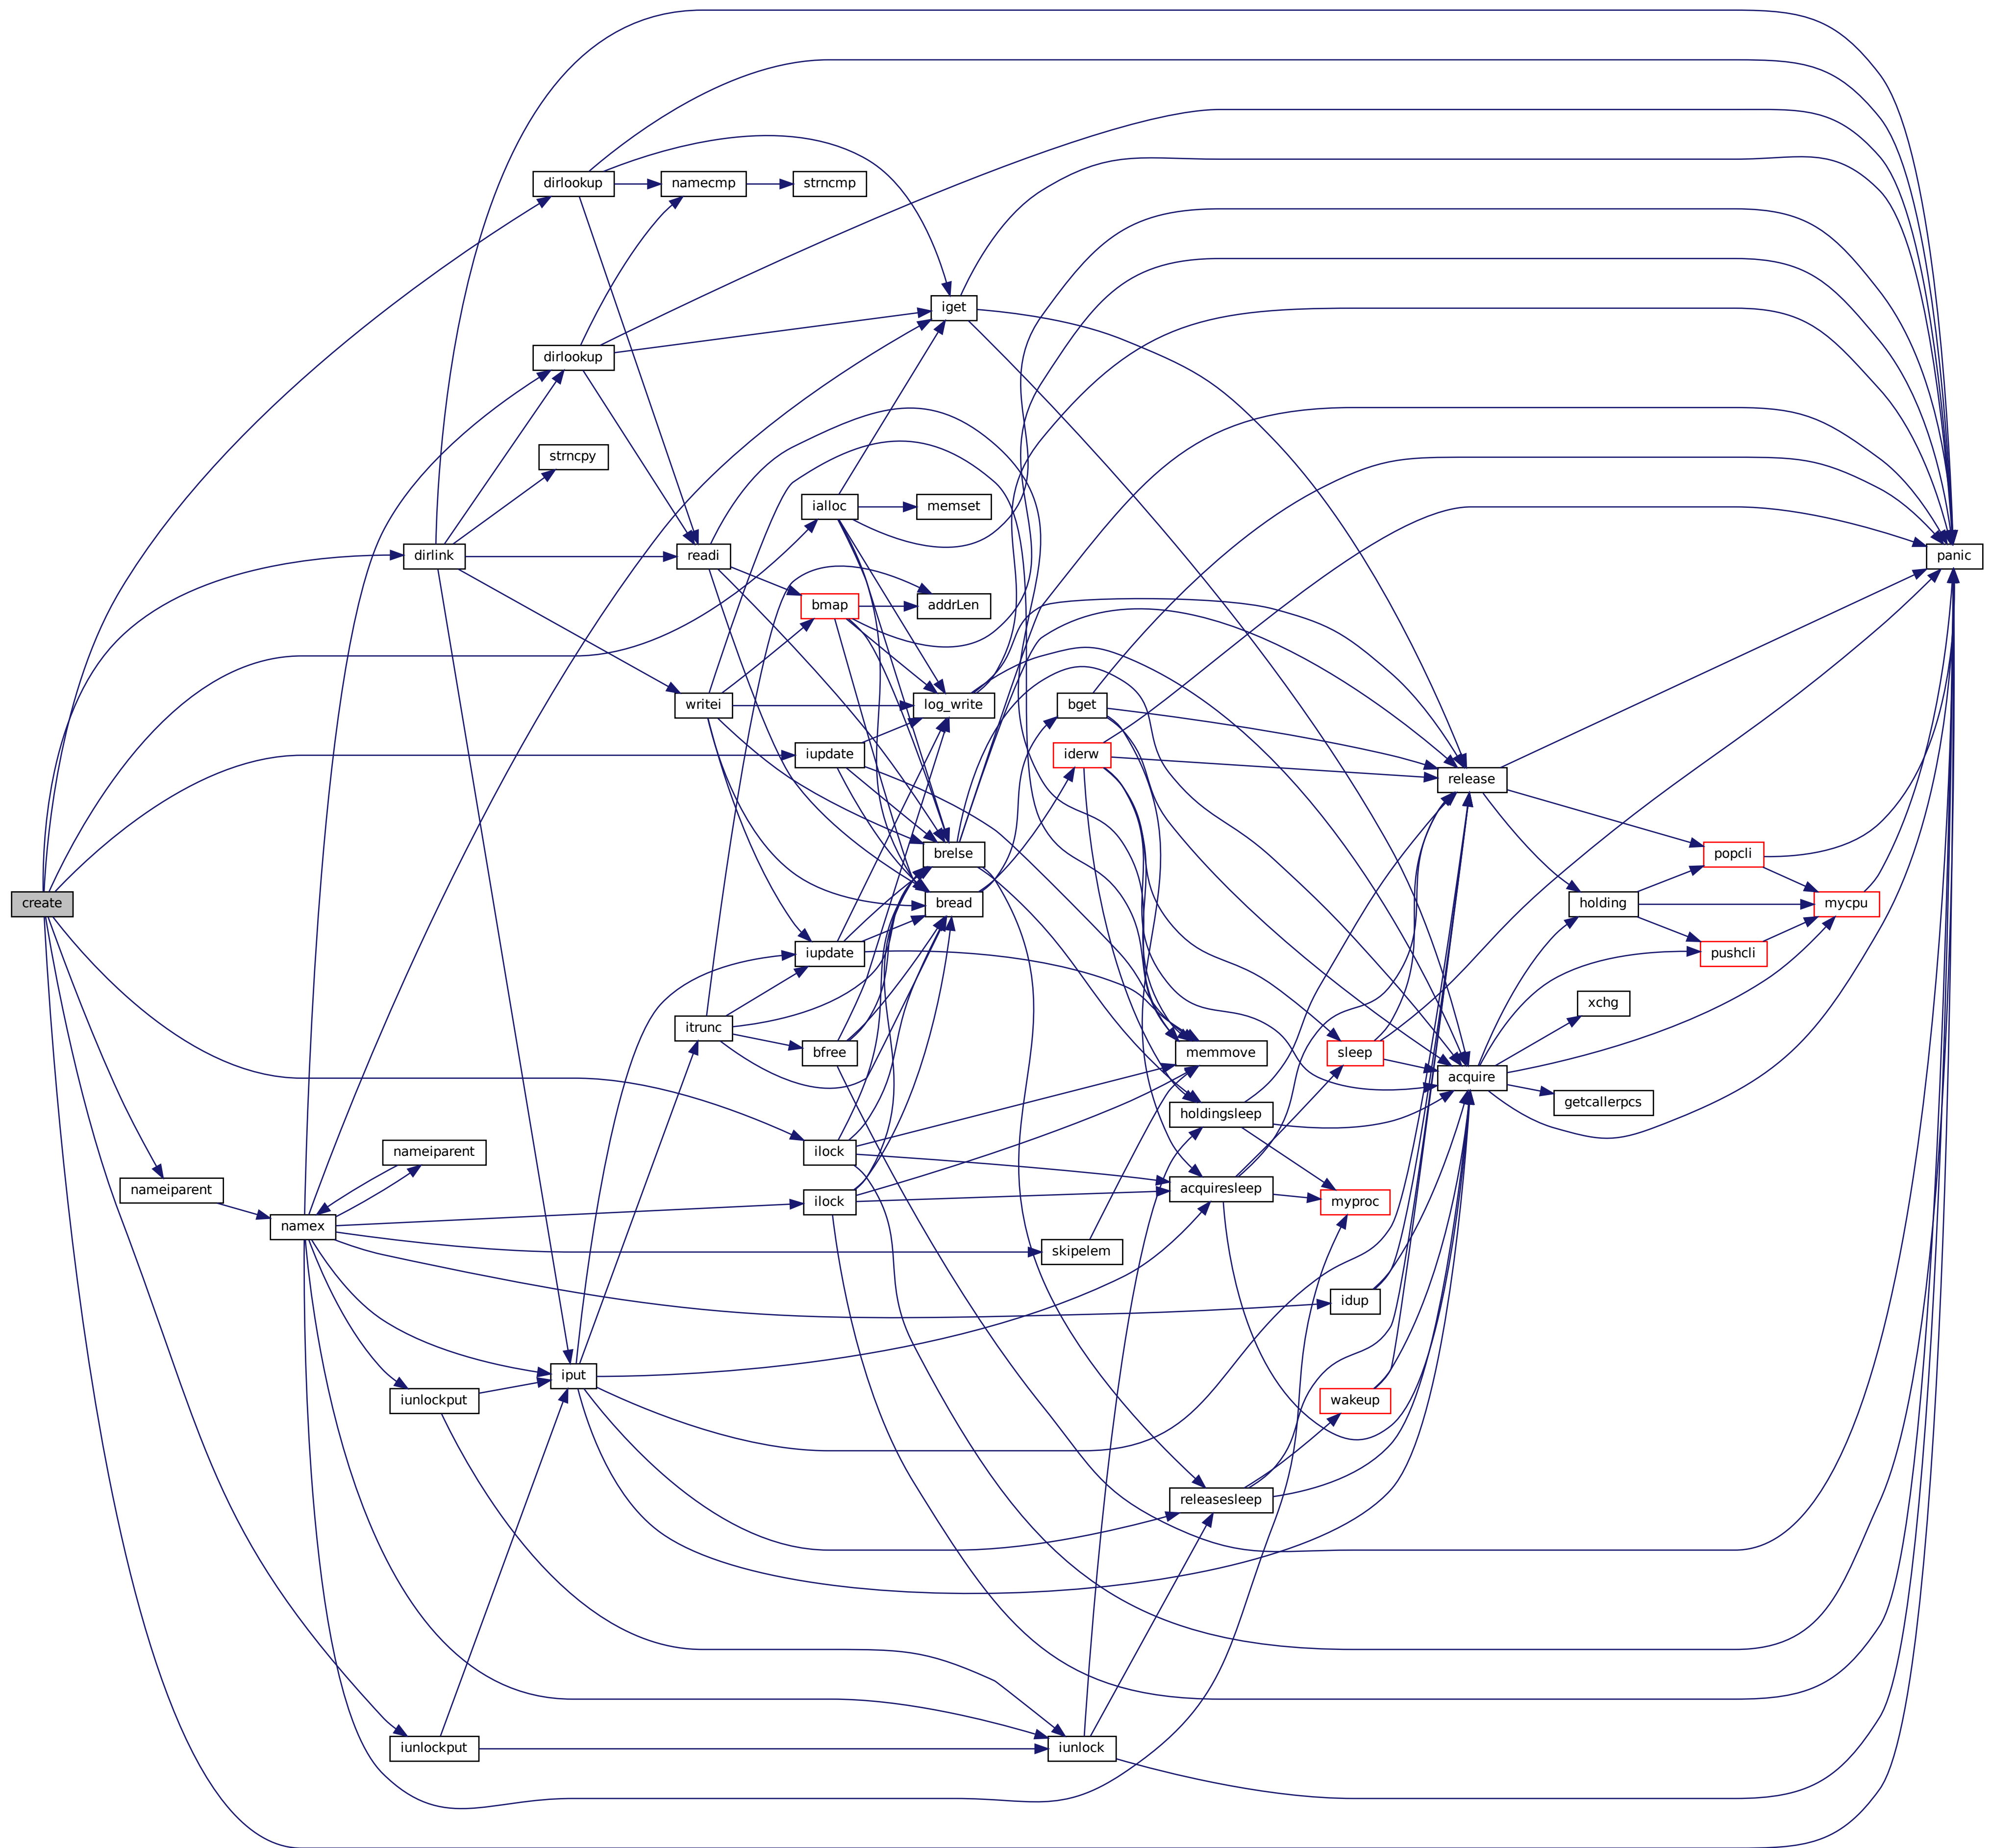 dirlookup
namecmp
strncmp
iget
dirlookup
strncpy
ialloc
memset
dirlink
readi
panic
bmap
addrLen
writei
log_write
bget
iupdate
iderw
release
brelse
popcli
create
bread
holding
mycpu
iupdate
pushcli
xchg
itrunc
bfree
memmove
sleep
acquire
getcallerpcs
holdingsleep
nameiparent
ilock
nameiparent
acquiresleep
ilock
myproc
namex
skipelem
idup
iput
iunlockput
wakeup
releasesleep
iunlockput
iunlock